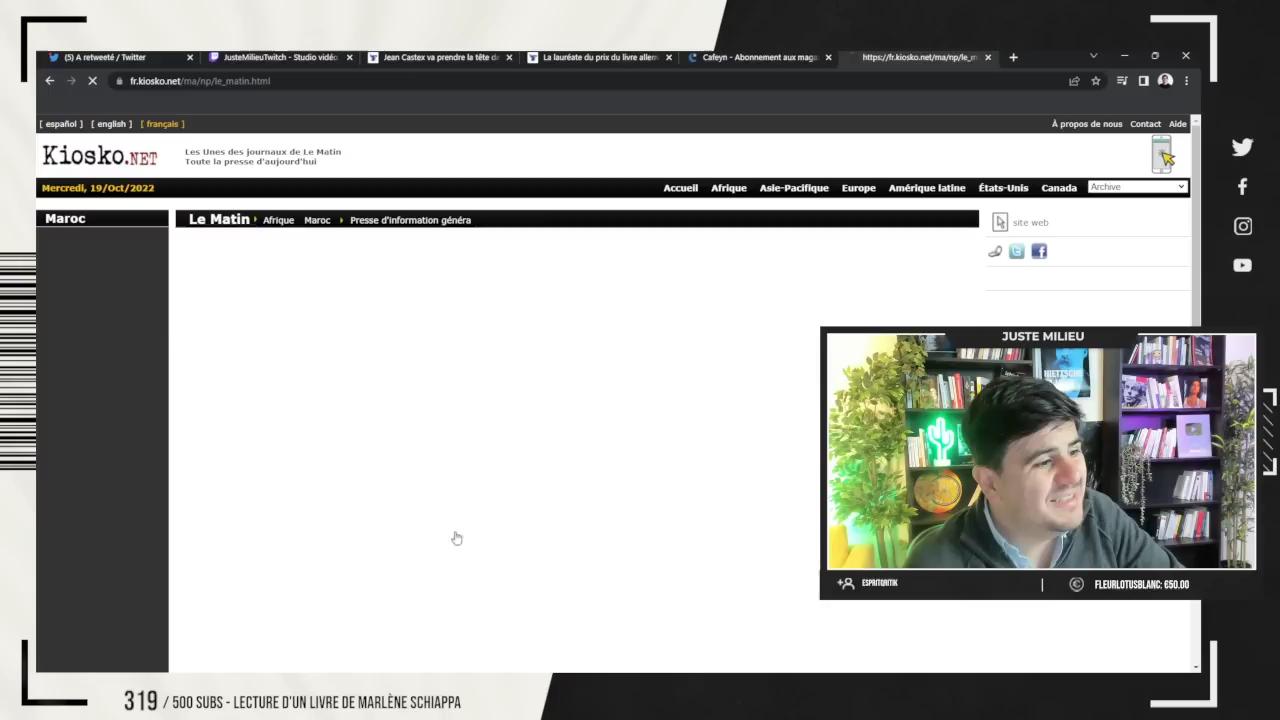 (5) A retweeté / Twitter
JusteMilieuTwitch - Studio vidéo
Jean Castex va prendre la tête de
La lauréate du prix du livre allem
Cafeyn - Abonnement aux maga
https://fr.kiosko.net/ma/np/le_m
fr.kiosko.net/ma/np/le_matin.html
[ español ] [ english ] [ français ]
À propos de nous Contact Aide
Kiosko.NET
Les Unes des journaux de Le Matin
Toute la presse d'aujourd'hui
Mercredi, 19/Oct/2022
Accueil Afrique Asie-Pacifique Europe Amérique latine États-Unis Canada Archive
Maroc
Le Matin Afrique Maroc Presse d'information généra
site web
JUSTE MILIEU
NIETZSCHE
ESPRITQRITIK
FLEURLOTUSBLANC: €50.00
319 / 500 SUBS - LECTURE D'UN LIVRE DE MARLÈNE SCHIAPPA